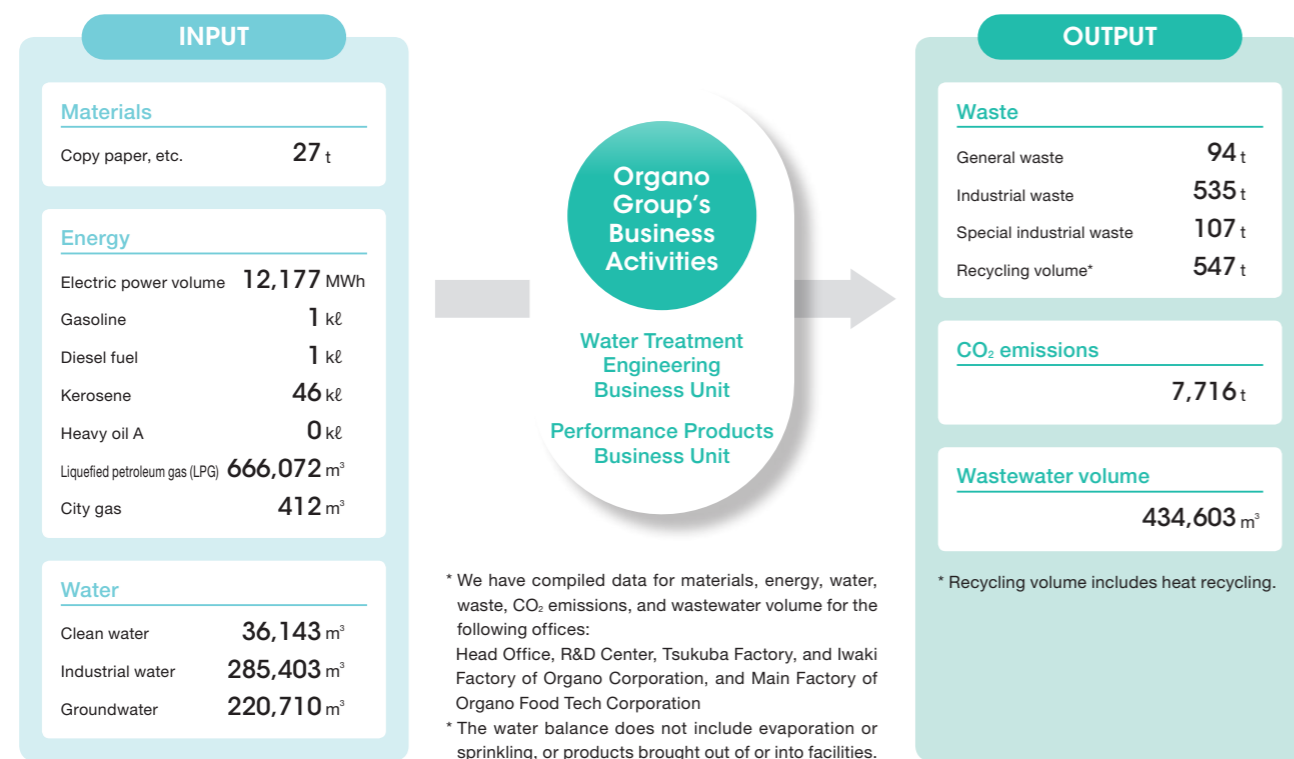 INPUT
Materials
Copy paper, etc. 27 t
Energy
Electric power volume 12,177 MWh
Gasoline 1 kℓ
Diesel fuel 1 kℓ
Kerosene 46 kℓ
Heavy oil A 0 kℓ
Liquefied petroleum gas (LPG) 666,072 m³
City gas 412 m³
Water
Clean water 36,143 m³
Industrial water 285,403 m³
Groundwater 220,710 m³
Organo
Group's
Business
Activities
Water Treatment
Engineering
Business Unit
Performance Products
Business Unit
* We have compiled data for materials, energy, water,
waste, CO₂ emissions, and wastewater volume for the
following offices:
Head Office, R&D Center, Tsukuba Factory, and Iwaki
Factory of Organo Corporation, and Main Factory of
Organo Food Tech Corporation
* The water balance does not include evaporation or
sprinkling, or products brought out of or into facilities.
OUTPUT
Waste
General waste 94 t
Industrial waste 535 t
Special industrial waste 107 t
Recycling volume* 547 t
CO₂ emissions
7,716 t
Wastewater volume
434,603 m³
* Recycling volume includes heat recycling.